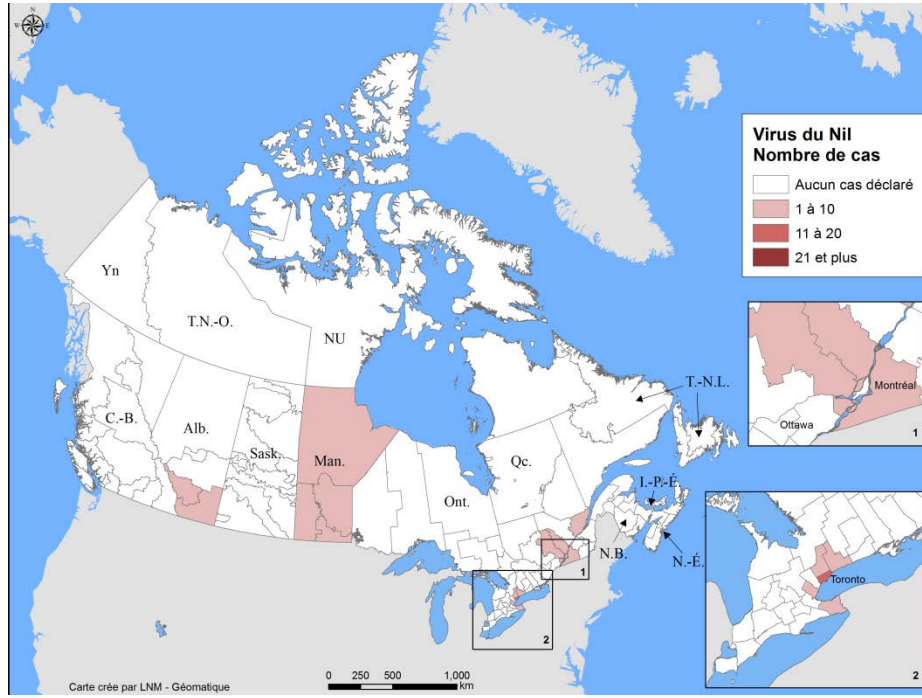 N
W E
S
Virus du Nil
Nombre de cas
Aucun cas déclaré
1 à 10
11 à 20
21 et plus
Yn
T.N.-O.
NU
C.-B.
Alb.
Sask.
Man.
Ont.
Qc.
T.-N.L.
I.-P.-É.
N.B.
N.-É.
1
2
Montréal
Ottawa
1
Toronto
2
0 250 500 1,000
km
Carte crée par LNM - Géomatique